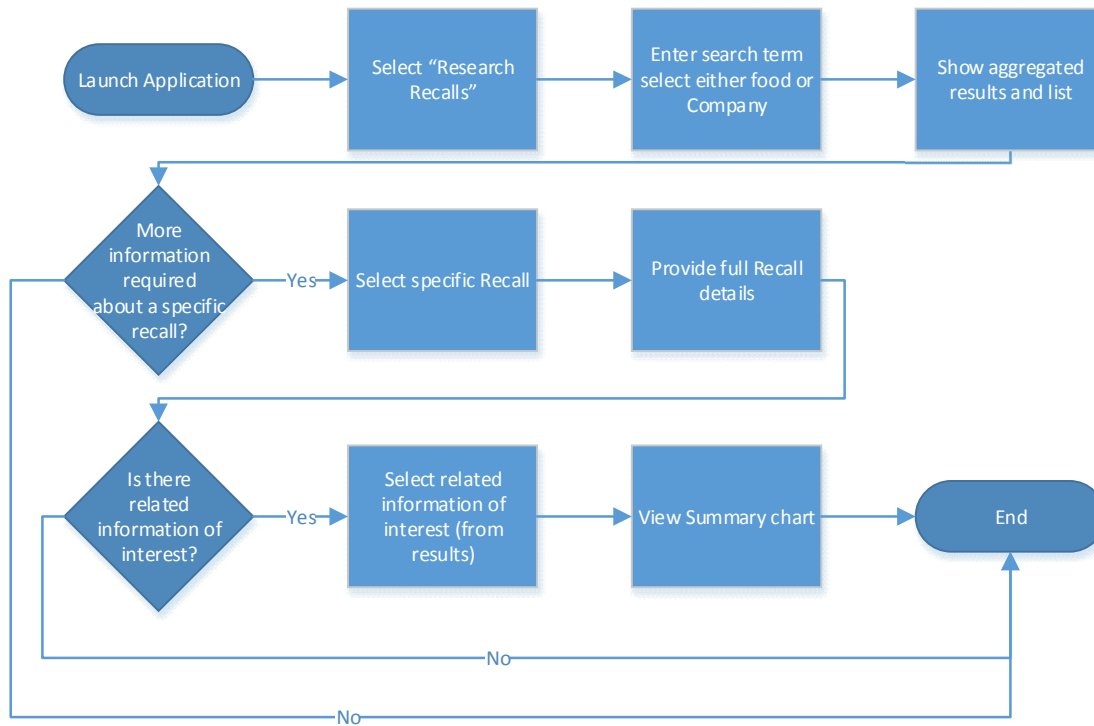 Launch Application
Select “Research
Recalls”
Enter search term
select either food or
Company
Show aggregated
results and list
More
information
required
about a specific
recall?
Yes
Select specific Recall
Provide full Recall
details
Is there
related
information of
interest?
Yes
Select related
information of
interest (from
results)
View Summary chart
End
No
No